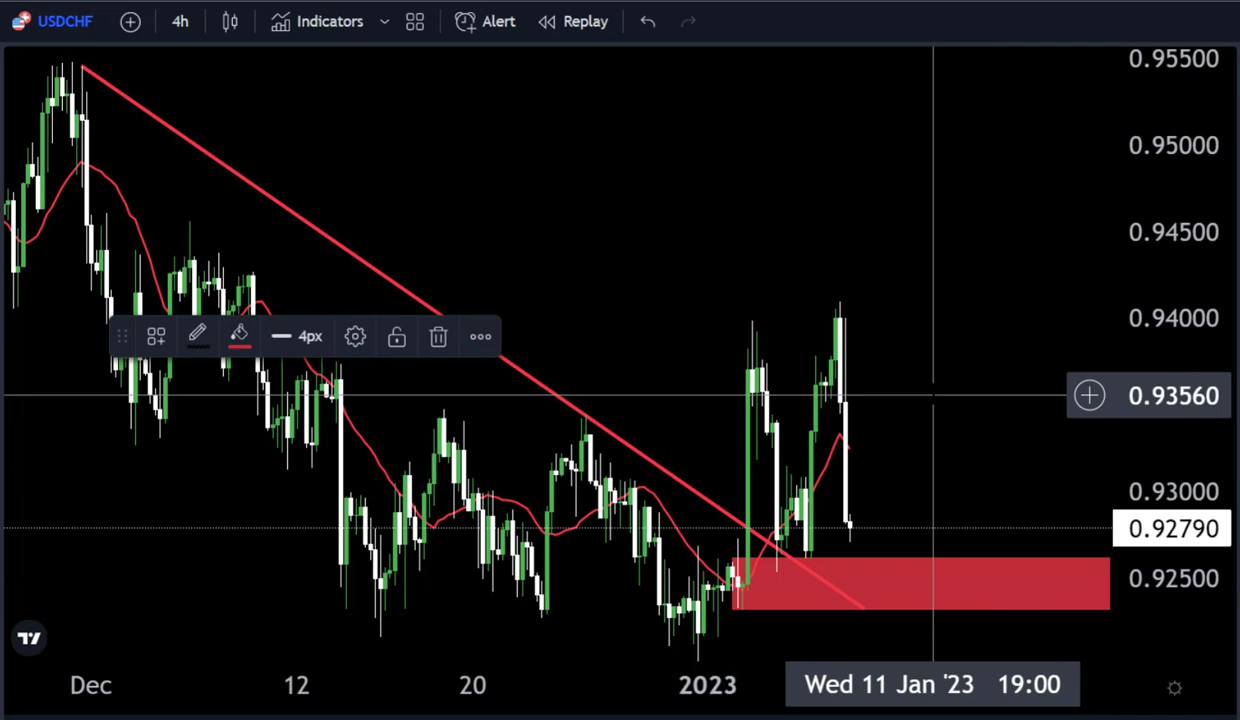 USDCHF 4h Indicators Alert Replay
0.95500
0.95000
0.94500
0.94000
4px
0.93560
0.93000
0.92790
0.92500
Dec 12 20 2023 Wed 11 Jan '23 19:00